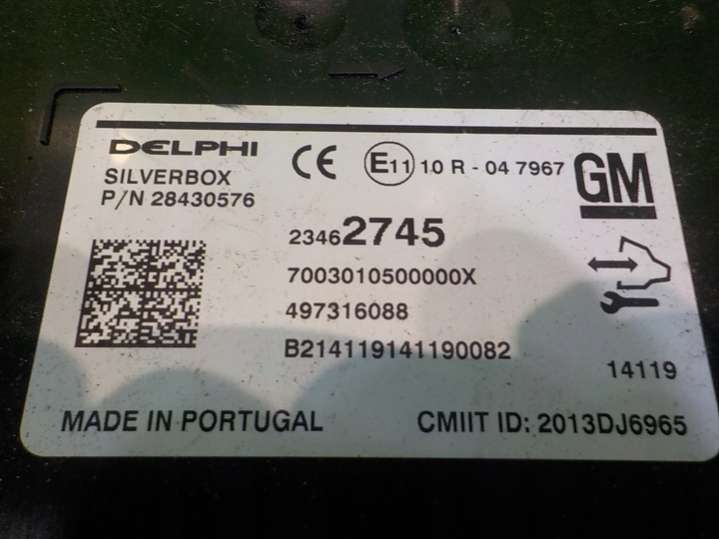 DELPHI CE E11 10 R - 04 7967 GM
SILVERBOX
P/N 28430576
23462745
7003010500000X
497316088
B214119141190082
14119
MADE IN PORTUGAL CMIIT ID: 2013DJ6965